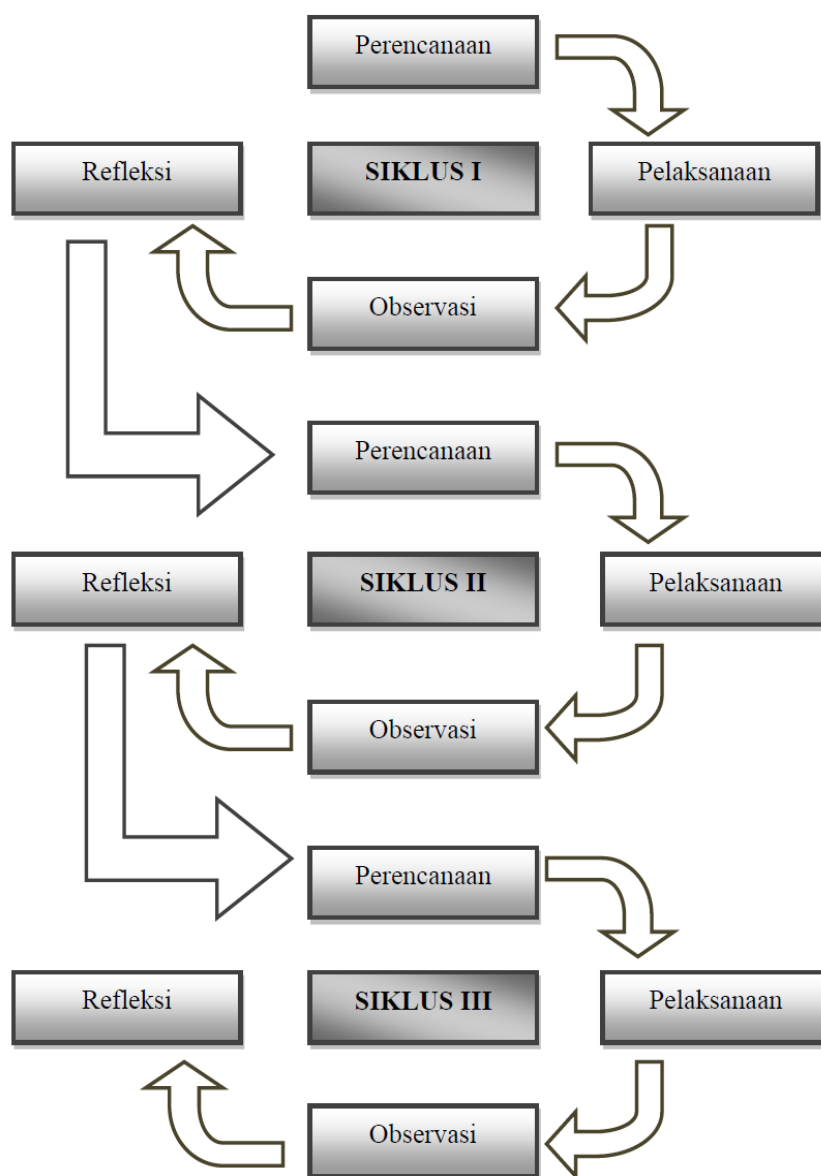 Perencanaan
Refleksi
SIKLUS I
Pelaksanaan
Observasi
Perencanaan
Refleksi
SIKLUS II
Pelaksanaan
Observasi
Perencanaan
Refleksi
SIKLUS III
Pelaksanaan
Observasi